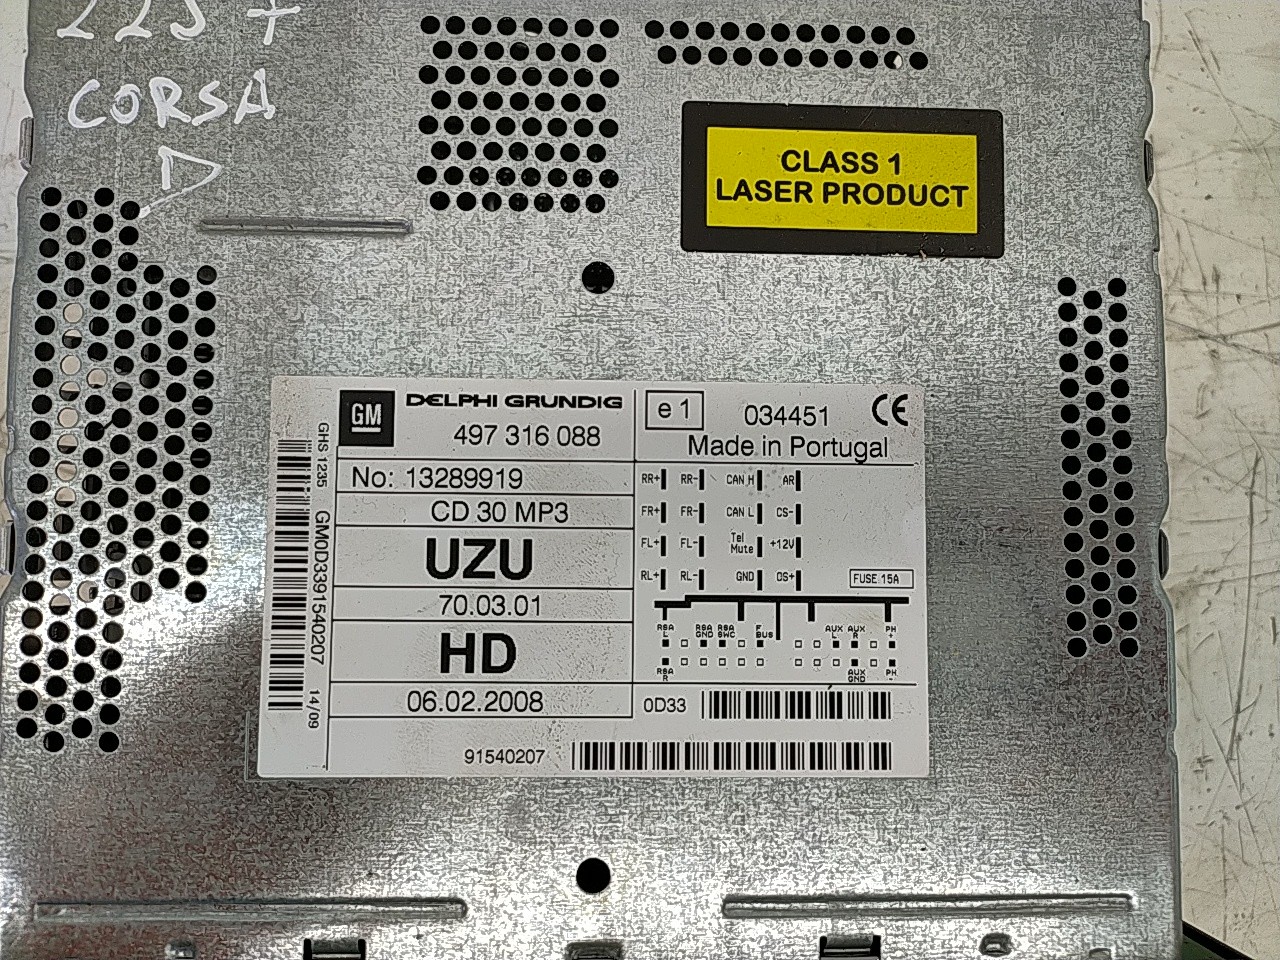 CORSA
D
CLASS 1
LASER PRODUCT
GM
DELPHI GRUNDIG
497 316 088
e1
034451
CE
Made in Portugal
No: 13289919
CD 30 MP3
UZU
70.03.01
HD
06.02.2008
GHS 1235
GM0D3391540207
14/09
RR+ RR- CAN H AR
FR+ FR- CAN L CS-
FL+ FL- Tel Mute +12V
RL+ RL- GND OS+
FUSE 15A
RSA L RSA GND RSA SWC F BUS AUX L AUX R PH +
RSA R AUX GND PH -
0D33
91540207